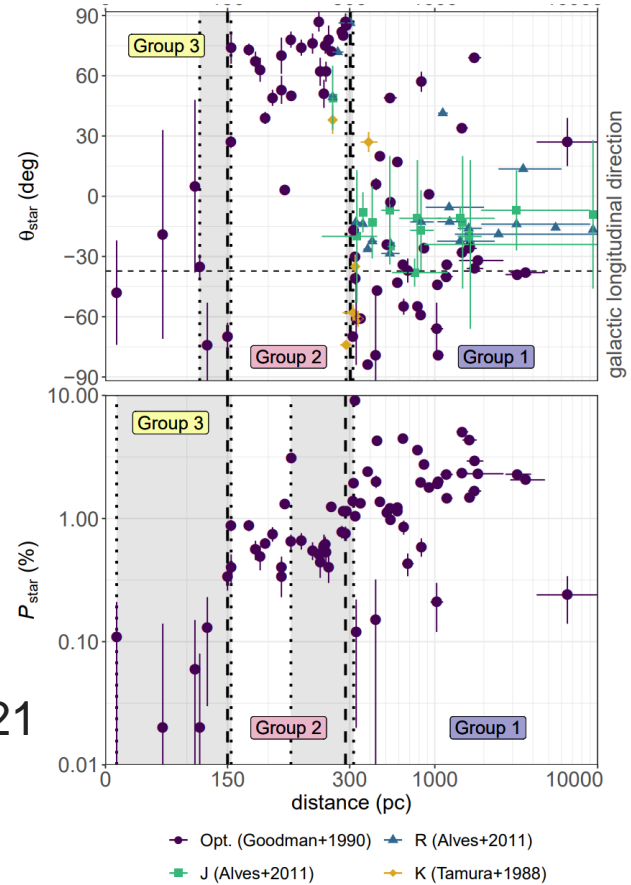 90
Group 3
60
30
0
−30
−60
−90
θstar (deg)
Group 2
Group 1
galactic longitudinal direction
10.00
Group 3
1.00
0.10
0.01
Pstar (%)
21
Group 2
Group 1
0 150 300 1000 10000
distance (pc)
Opt. (Goodman+1990) R (Alves+2011)
J (Alves+2011) K (Tamura+1988)